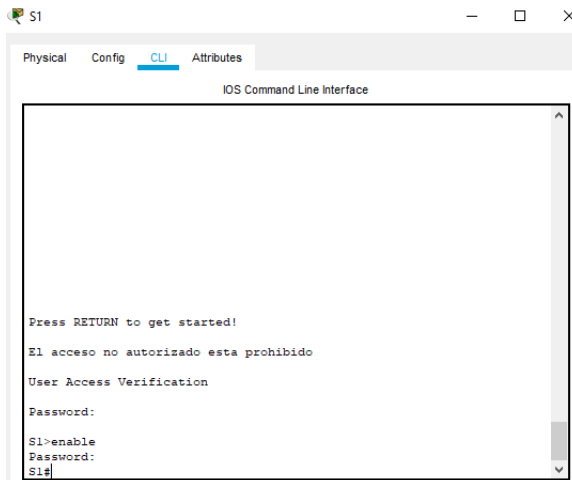 S1
Physical Config CLI Attributes
IOS Command Line Interface
Press RETURN to get started!
El acceso no autorizado esta prohibido
User Access Verification
Password:
S1>enable
Password:
S1#